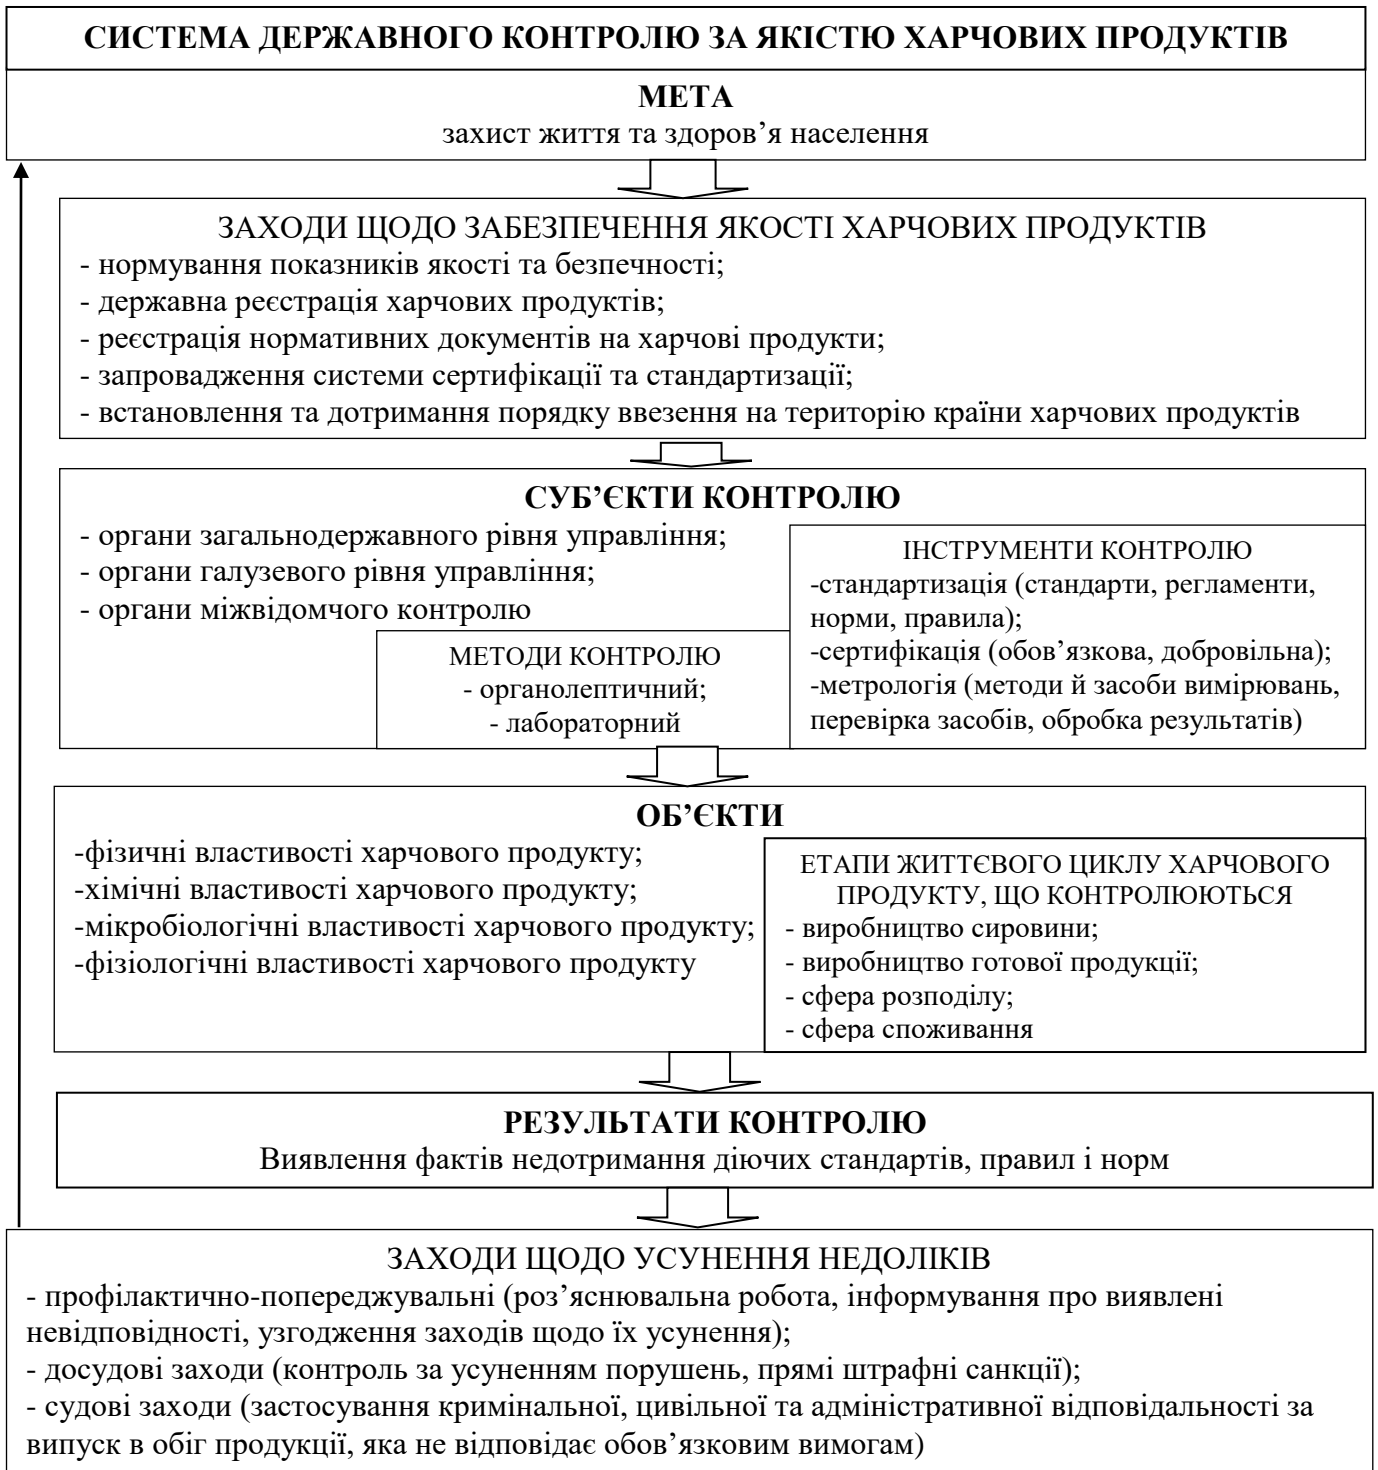 СИСТЕМА ДЕРЖАВНОГО КОНТРОЛЮ ЗА ЯКІСТЮ ХАРЧОВИХ ПРОДУКТІВ
МЕТА
захист життя та здоров’я населення
ЗАХОДИ ЩОДО ЗАБЕЗПЕЧЕННЯ ЯКОСТІ ХАРЧОВИХ ПРОДУКТІВ
- нормування показників якості та безпечності;
- державна реєстрація харчових продуктів;
- реєстрація нормативних документів на харчові продукти;
- запровадження системи сертифікації та стандартизації;
- встановлення та дотримання порядку ввезення на територію країни харчових продуктів
СУБ’ЄКТИ КОНТРОЛЮ
- органи загальнодержавного рівня управління;
- органи галузевого рівня управління;
- органи міжвідомчого контролю
МЕТОДИ КОНТРОЛЮ
- органолептичний;
- лабораторний
ІНСТРУМЕНТИ КОНТРОЛЮ
-стандартизація (стандарти, регламенти,
норми, правила);
-сертифікація (обов’язкова, добровільна);
-метрологія (методи й засоби вимірювань,
перевірка засобів, обробка результатів)
ОБ’ЄКТИ
-фізичні властивості харчового продукту;
-хімічні властивості харчового продукту;
-мікробіологічні властивості харчового продукту;
-фізіологічні властивості харчового продукту
ЕТАПИ ЖИТТЄВОГО ЦИКЛУ ХАРЧОВОГО
ПРОДУКТУ, ЩО КОНТРОЛЮЮТЬСЯ
- виробництво сировини;
- виробництво готової продукції;
- сфера розподілу;
- сфера споживання
РЕЗУЛЬТАТИ КОНТРОЛЮ
Виявлення фактів недотримання діючих стандартів, правил і норм
ЗАХОДИ ЩОДО УСУНЕННЯ НЕДОЛІКІВ
- профілактично-попереджувальні (роз’яснювальна робота, інформування про виявлені
невідповідності, узгодження заходів щодо їх усунення);
- досудові заходи (контроль за усуненням порушень, прямі штрафні санкції);
- судові заходи (застосування кримінальної, цивільної та адміністративної відповідальності за
випуск в обіг продукції, яка не відповідає обов’язковим вимогам)